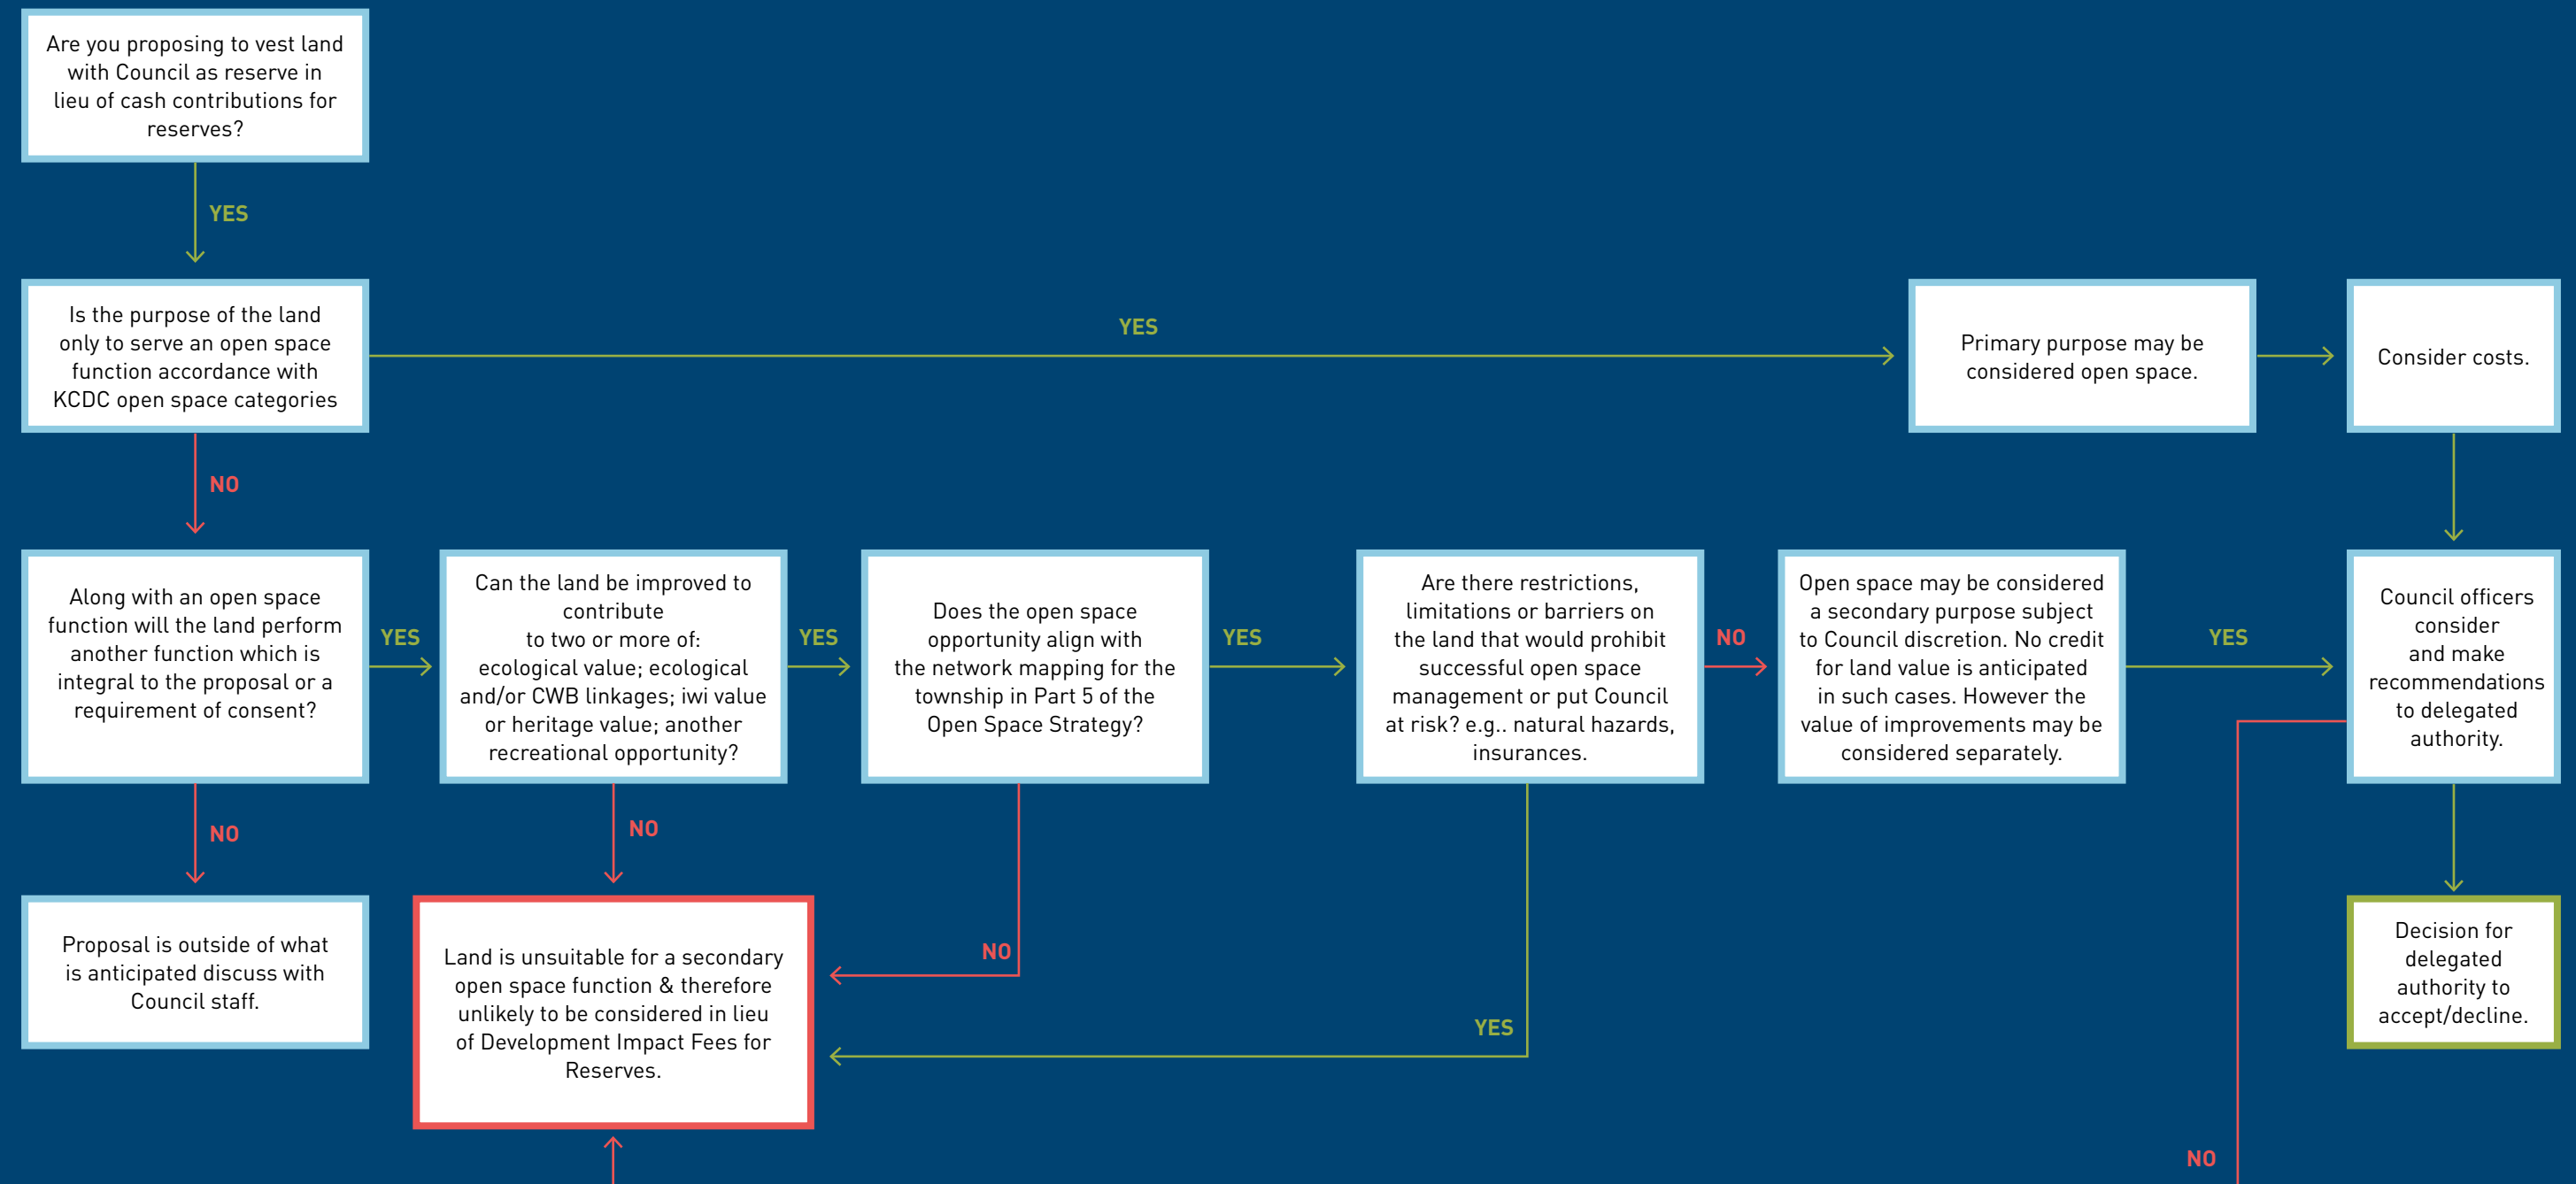 Are you proposing to vest land
with Council as reserve in
lieu of cash contributions for
reserves?
YES
Is the purpose of the land
only to serve an open space
function accordance with
KCDC open space categories
YES
Primary purpose may be
considered open space.
Consider costs.
NO
Along with an open space
function will the land perform
another function which is
integral to the proposal or a
requirement of consent?
YES
Can the land be improved to
contribute
to two or more of:
ecological value; ecological
and/or CWB linkages; iwi value
or heritage value; another
recreational opportunity?
YES
Does the open space
opportunity align with
the network mapping for the
township in Part 5 of the
Open Space Strategy?
YES
Are there restrictions,
limitations or barriers on
the land that would prohibit
successful open space
management or put Council
at risk? e.g.. natural hazards,
insurances.
NO
Open space may be considered
a secondary purpose subject
to Council discretion. No credit
for land value is anticipated
in such cases. However the
value of improvements may be
considered separately.
YES
Council officers
consider
and make
recommendations
to delegated
authority.
NO
NO
NO
YES
Proposal is outside of what
is anticipated discuss with
Council staff.
Land is unsuitable for a secondary
open space function & therefore
unlikely to be considered in lieu
of Development Impact Fees for
Reserves.
Decision for
delegated
authority to
accept/decline.
NO